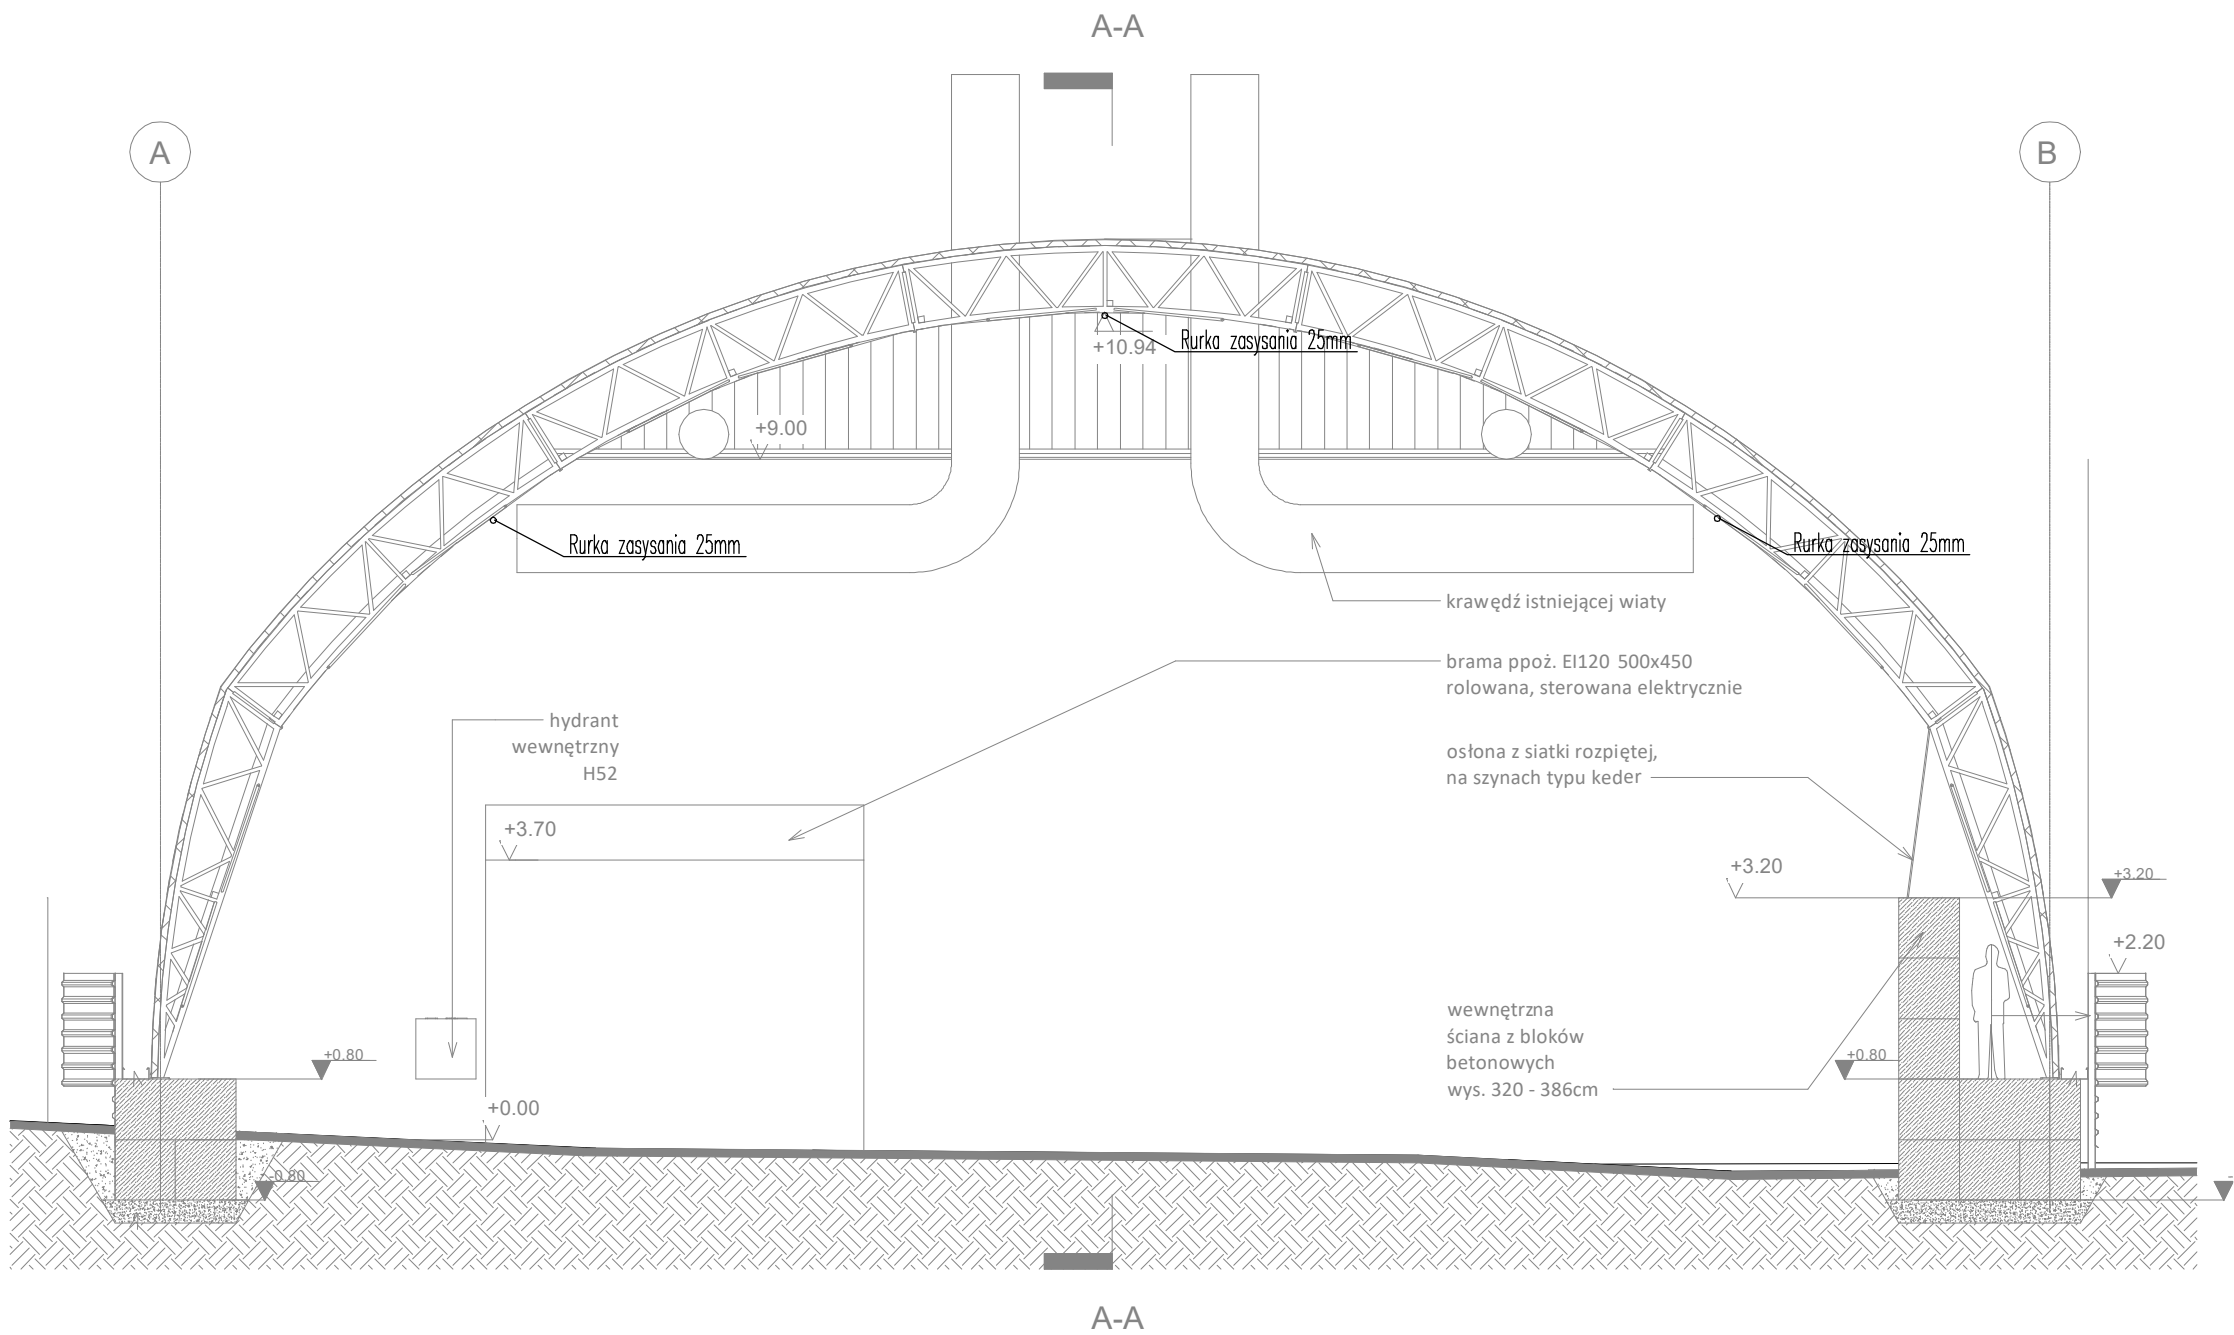 A-A
A
B
Rurka zasysania 25mm
+10.94
+9.00
Rurka zasysania 25mm
Rurka zasysania 25mm
krawędź istniejącej wiaty
brama ppoż. EI120 500x450
rolowana, sterowana elektrycznie
hydrant
wewnętrzny
H52
osłona z siatki rozpiętej,
na szynach typu keder
+3.70
+3.20
+3.20
+2.20
wewnętrzna
ściana z bloków
betonowych
wys. 320 - 386cm
+0.80
+0.80
+0.00
-0.80
A-A